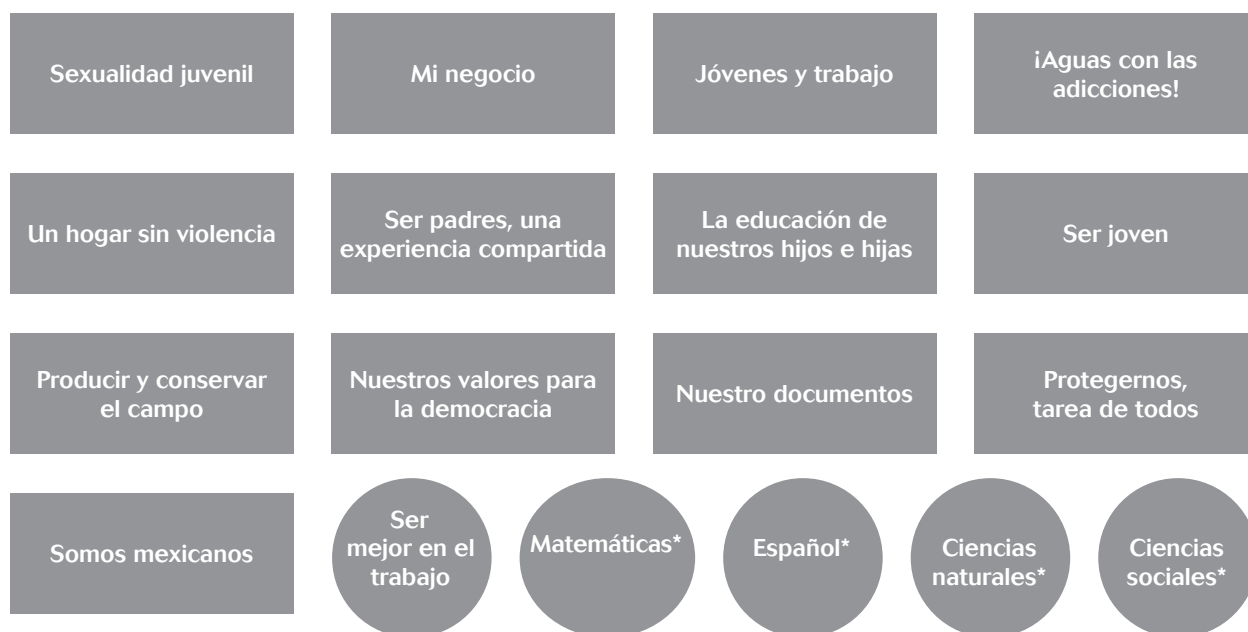 Sexualidad juvenil
Mi negocio
Jóvenes y trabajo
¡Aguas con las
adicciones!
Un hogar sin violencia
Ser padres, una
experiencia compartida
La educación de
nuestros hijos e hijas
Ser joven
Producir y conservar
el campo
Nuestros valores para
la democracia
Nuestro documentos
Protegernos,
tarea de todos
Somos mexicanos
Ser
mejor en el
trabajo
Matemáticas*
Español*
Ciencias
naturales*
Ciencias
sociales*